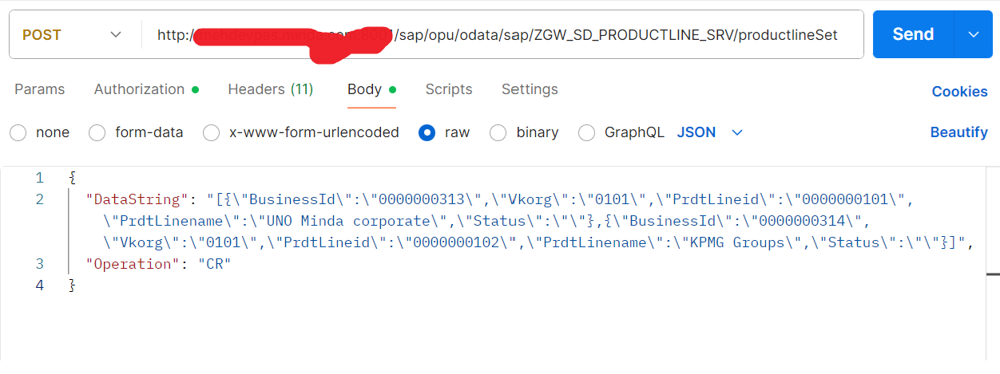 POST http:/ /sap/opu/odata/sap/ZGW_SD_PRODUCTLINE_SRV/productlineSet Send
Params Authorization Headers (11) Body Scripts Settings Cookies
none form-data x-www-form-urlencoded raw binary GraphQL JSON Beautify
1 {
2 "DataString": "[{\"BusinessId\":\"0000000313\",\"Vkorg\":\"0101\",\"PrdtLineid\":\"0000000101\",
\"PrdtLinename\":\"UNO Minda corporate\",\"Status\":\"\"},{\"BusinessId\":\"0000000314\",
\"Vkorg\":\"0101\",\"PrdtLineid\":\"0000000102\",\"PrdtLinename\":\"KPMG Groups\",\"Status\":\"\"}]",
3 "Operation": "CR"
4 }